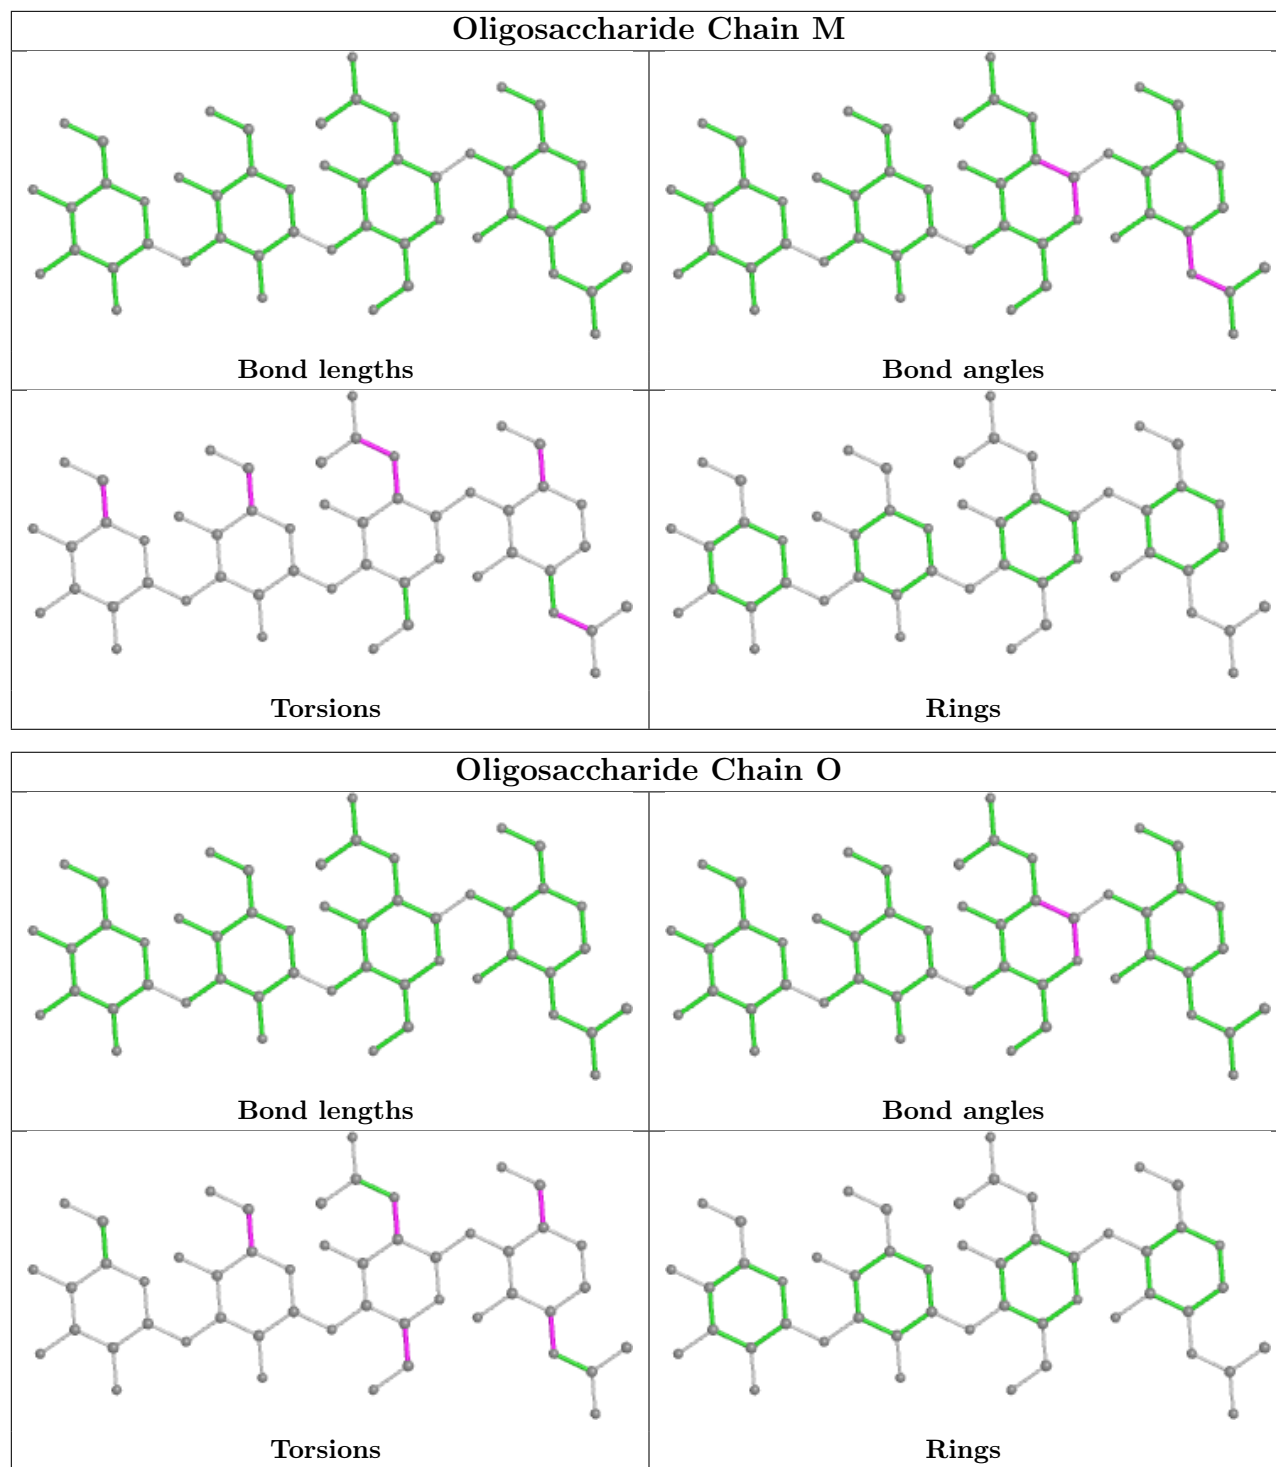 Oligosaccharide Chain M
Bond lengths
Bond angles
Torsions
Rings
Oligosaccharide Chain O
Bond lengths
Bond angles
Torsions
Rings